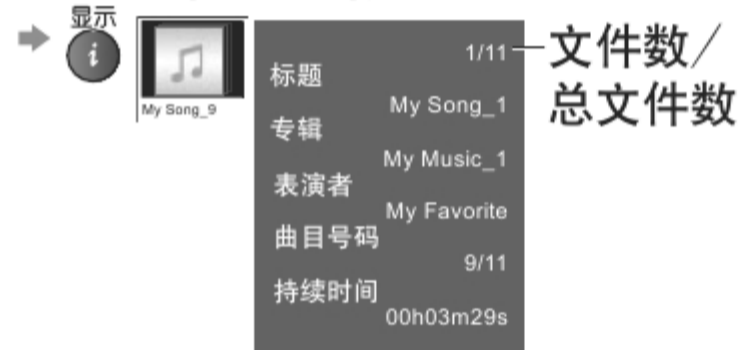 显示
i
My Song_9
1/11
标题
My Song_1
专辑
My Music_1
表演者
My Favorite
曲目号码
9/11
持续时间
00h03m29s
文件数/
总文件数